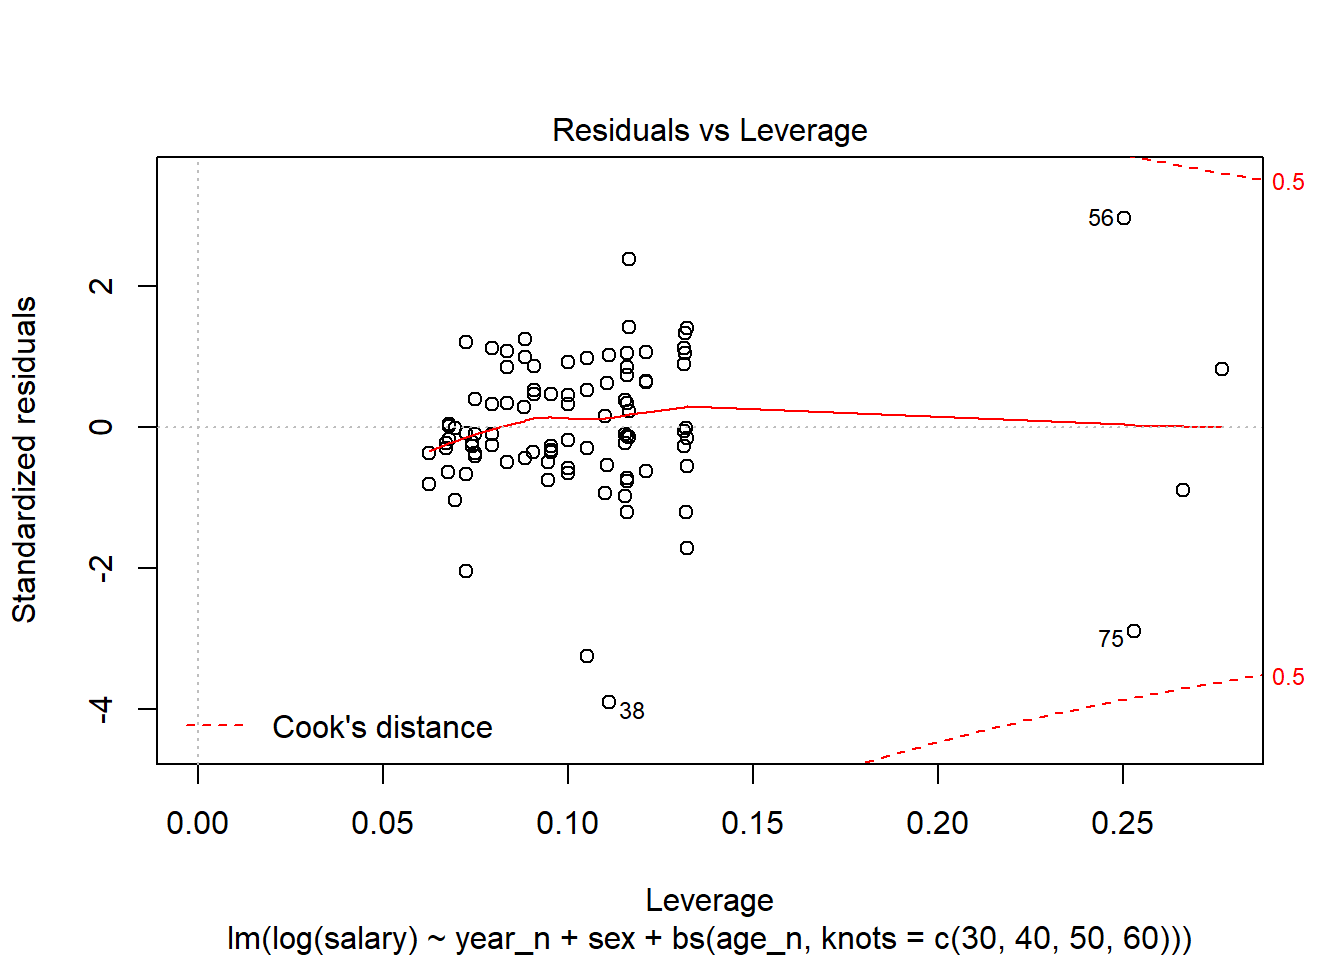 Residuals vs Leverage
0.5
56
2
0
Standardized residuals
-2
75
0.5
-4
38
Cook's distance
0.00 0.05 0.10 0.15 0.20 0.25
Leverage
lm(log(salary) ~ year_n + sex + bs(age_n, knots = c(30, 40, 50, 60)))